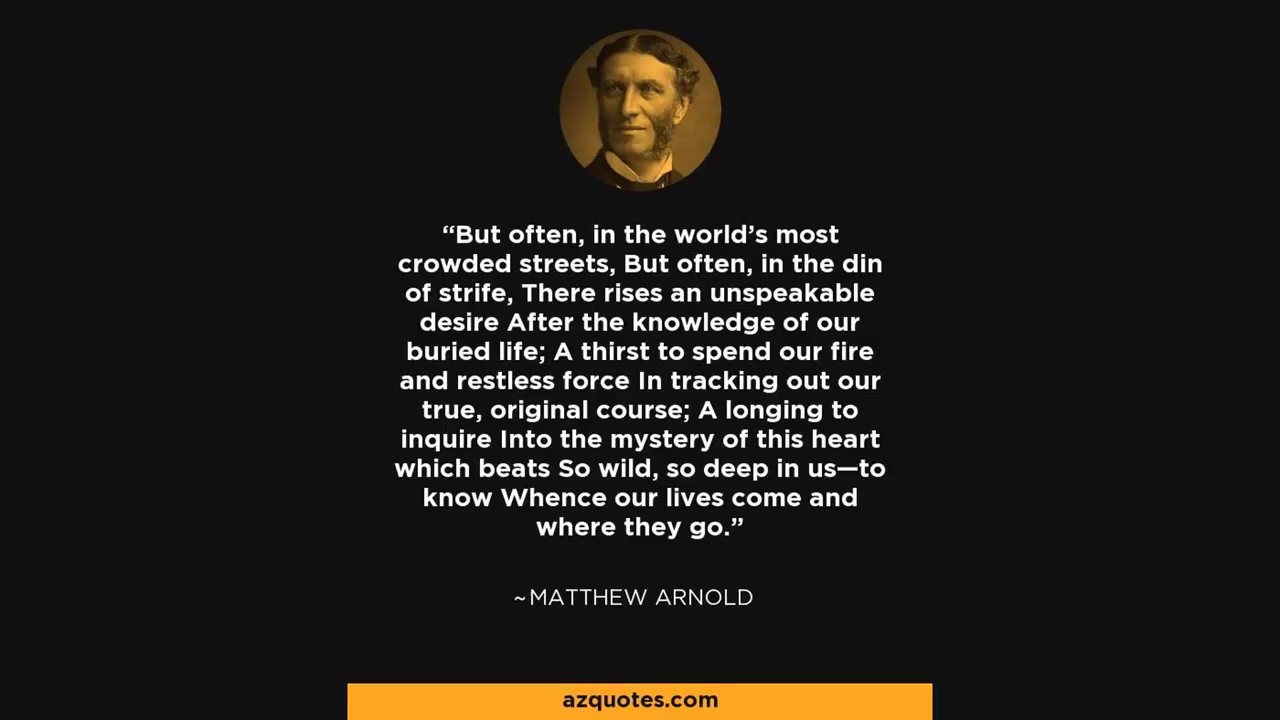 “But often, in the world’s most
crowded streets, But often, in the din
of strife, There rises an unspeakable
desire After the knowledge of our
buried life; A thirst to spend our fire
and restless force In tracking out our
true, original course; A longing to
inquire Into the mystery of this heart
which beats So wild, so deep in us—to
know Whence our lives come and
where they go.”
~MATTHEW ARNOLD
azquotes.com